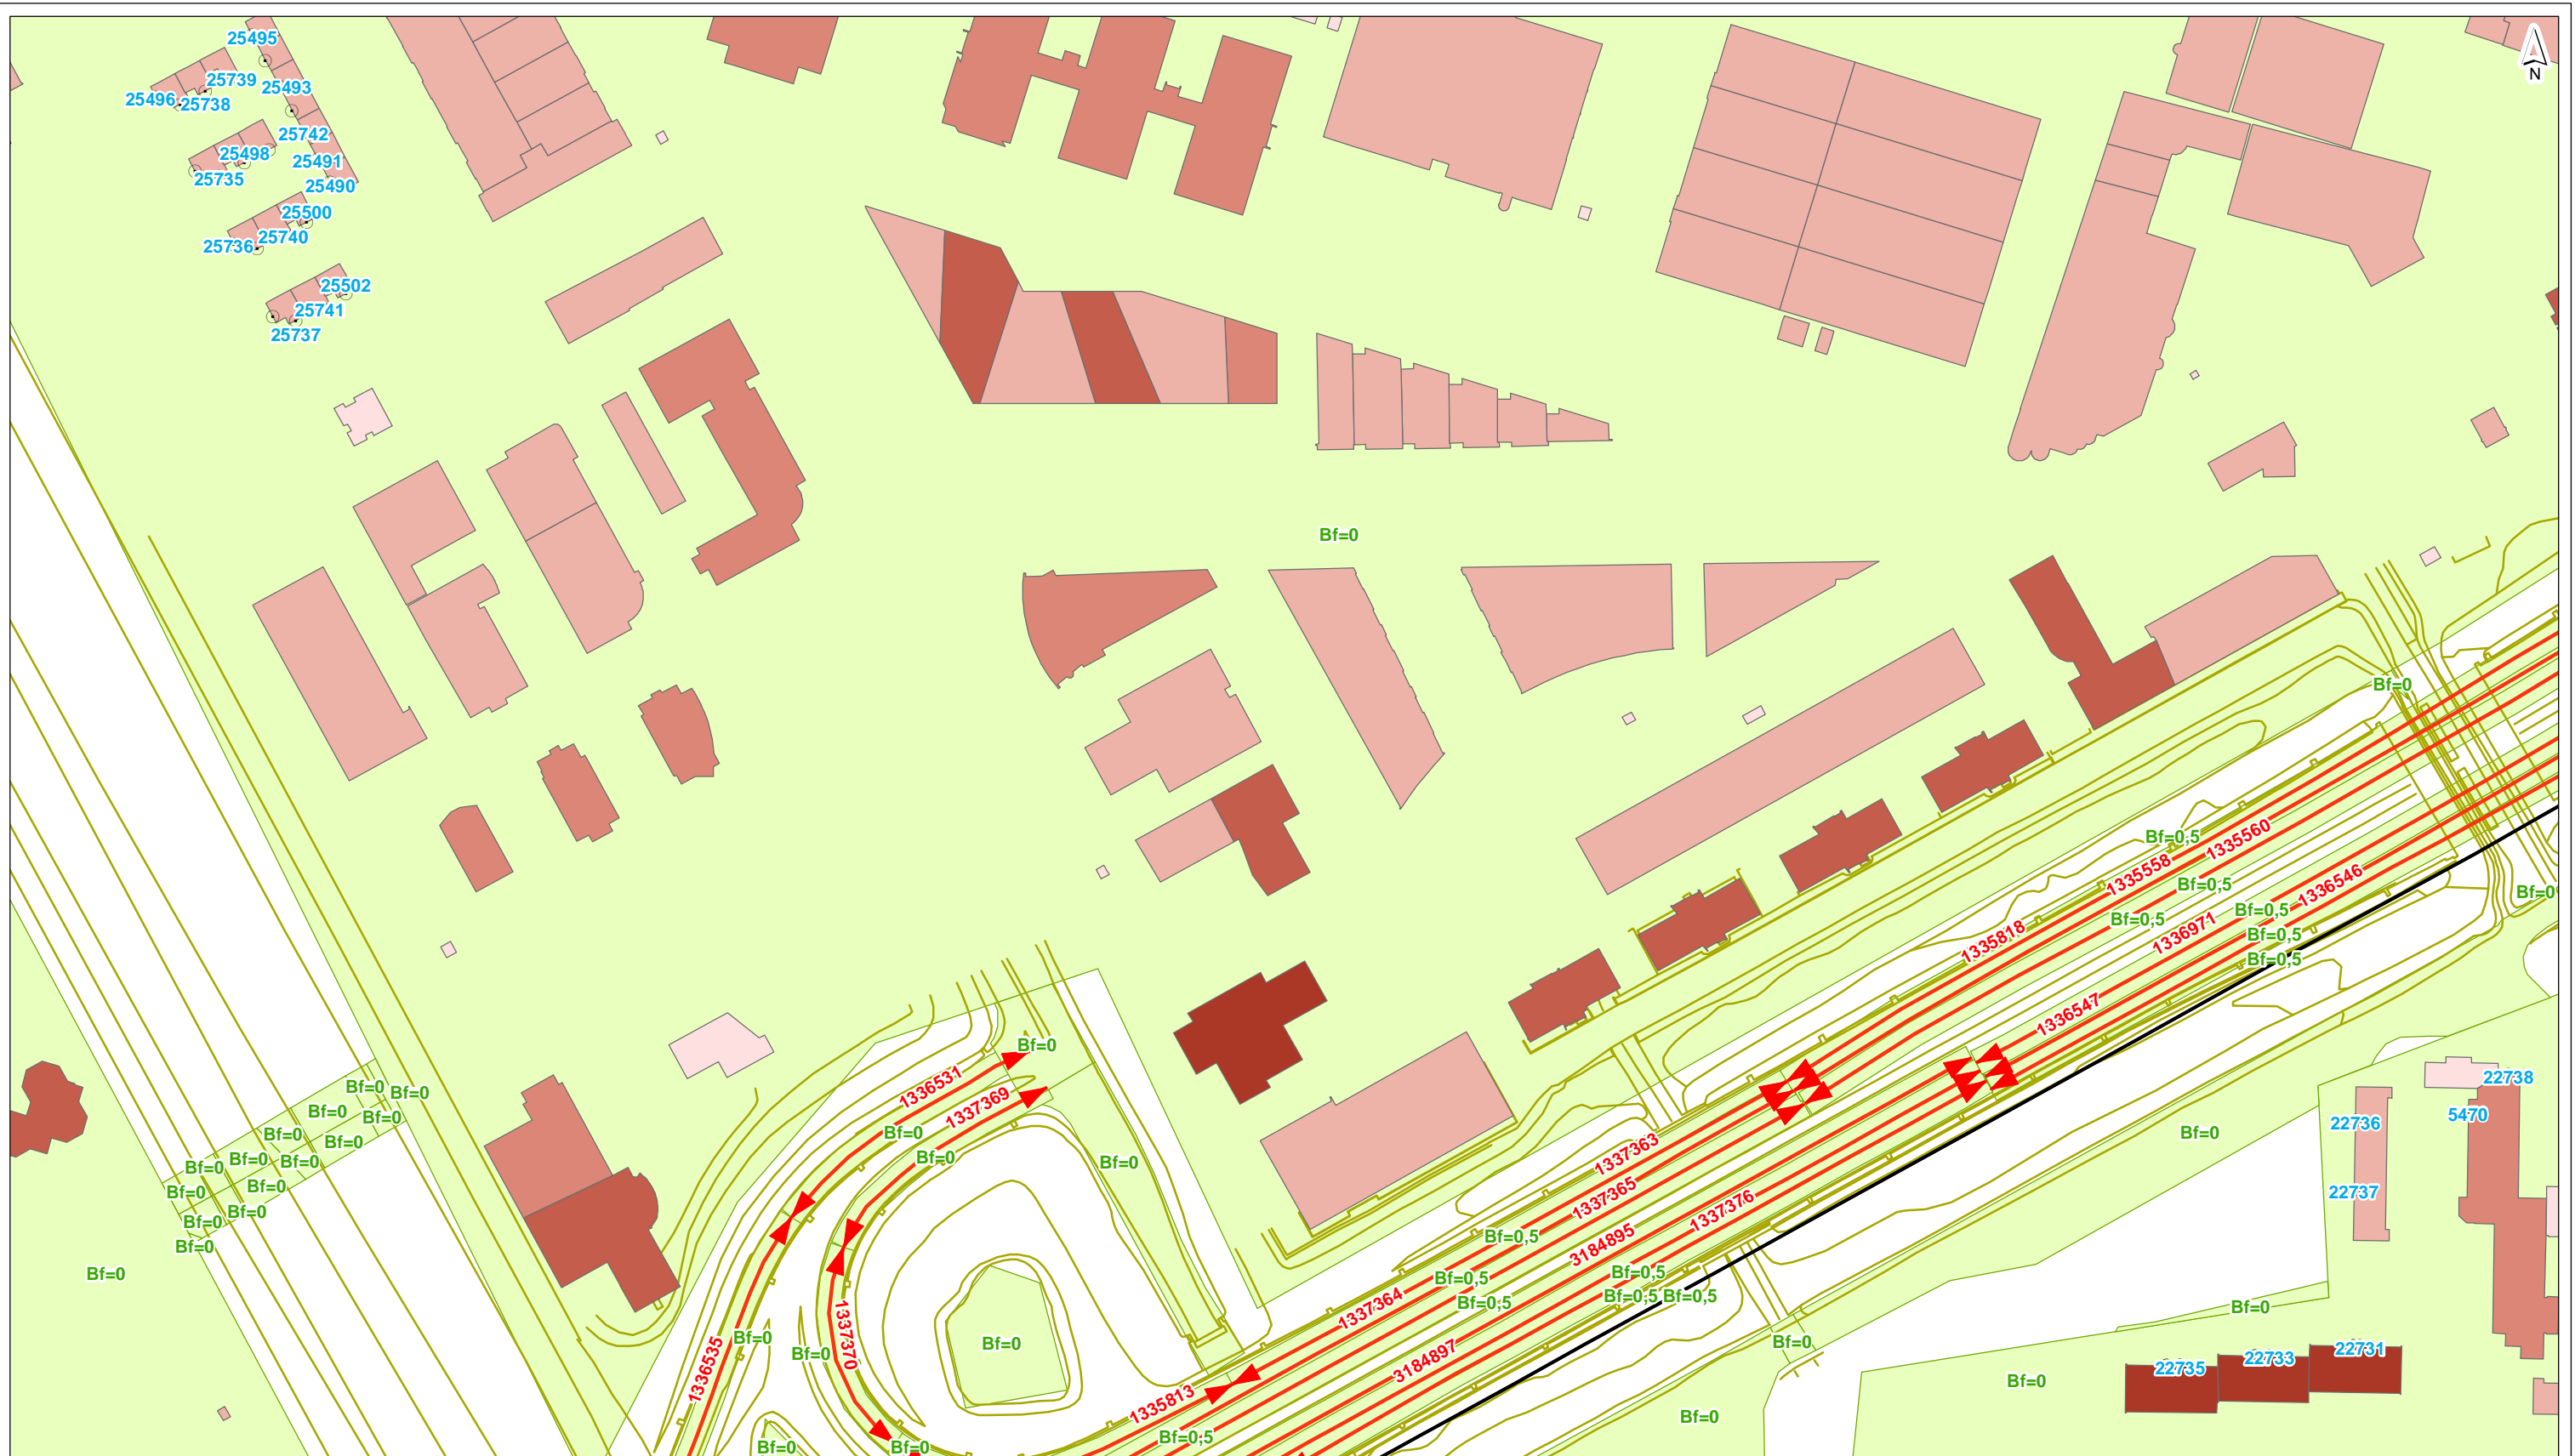 25495
N
25739
25493
25496
25738
25742
25498
25491
25735
25490
25500
25740
25736
25502
25741
25737
Bf=0
Bf=0
1335560
Bf=0,5
1335558
Bf=0,5
1336546
Bf=0
Bf=0,5
Bf=0,5
1336971
Bf=0,5
1335818
Bf=0,5
1336547
Bf=0
22738
1336531
Bf=0
Bf=0
1337369
Bf=0
Bf=0
5470
22736
Bf=0
Bf=0
Bf=0
Bf=0
1337363
Bf=0
Bf=0
Bf=0
Bf=0
Bf=0
Bf=0
Bf=0
Bf=0
22737
1337365
1337376
Bf=0
Bf=0
Bf=0,5
3184895
Bf=0
Bf=0
Bf=0,5
Bf=0,5
Bf=0,5
Bf=0,5
Bf=0,5
1337364
Bf=0
1337370
Bf=0
Bf=0
Bf=0
22731
Bf=0
22733
3184897
1336535
22735
Bf=0
1335813
Bf=0
Bf=0,5
Bf=0
Bf=0